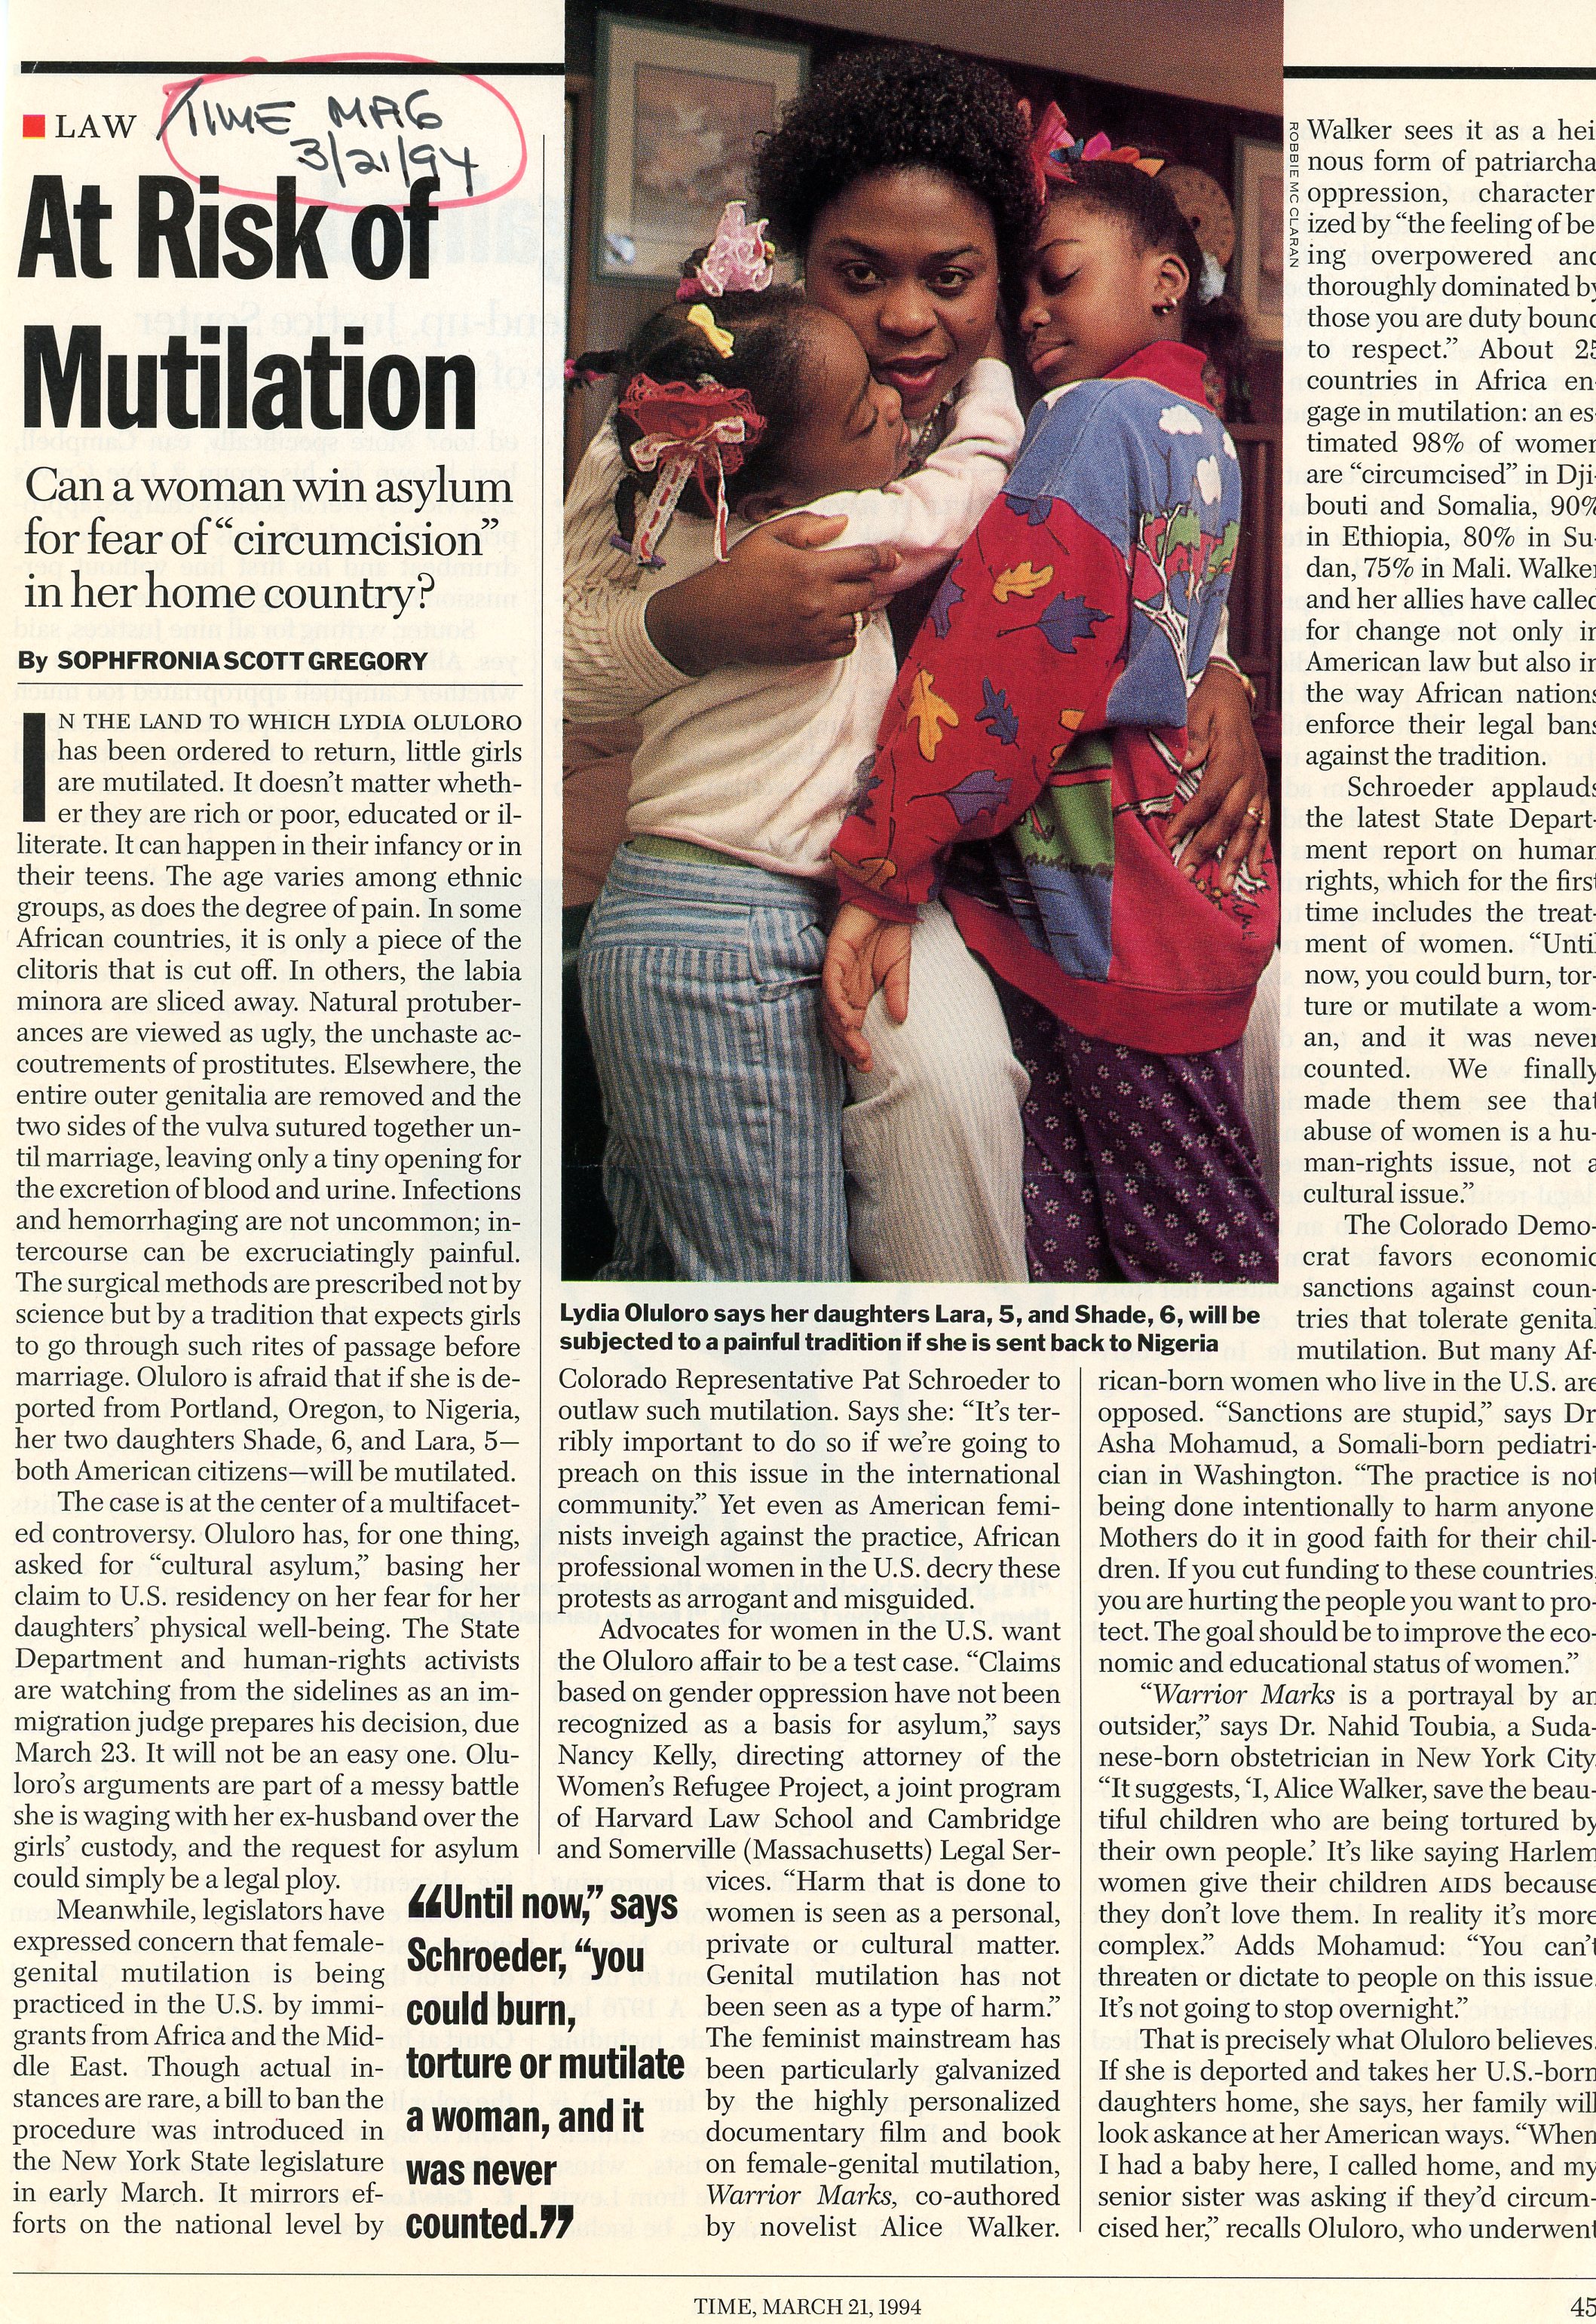 LAW
TIME MAG
3/21/94
At Risk of
Mutilation
Can a woman win asylum
for fear of “circumcision”
in her home country?
By SOPHFRONIA SCOTT GREGORY
IN THE LAND TO WHICH LYDIA OLULORO
has been ordered to return, little girls
are mutilated. It doesn’t matter wheth-
er they are rich or poor, educated or il-
literate. It can happen in their infancy or in
their teens. The age varies among ethnic
groups, as does the degree of pain. In some
African countries, it is only a piece of the
clitoris that is cut off. In others, the labia
minora are sliced away. Natural protuber-
ances are viewed as ugly, the unchaste ac-
coutrements of prostitutes. Elsewhere, the
entire outer genitalia are removed and the
two sides of the vulva sutured together un-
til marriage, leaving only a tiny opening for
the excretion of blood and urine. Infections
and hemorrhaging are not uncommon; in-
tercourse can be excruciatingly painful.
The surgical methods are prescribed not by
science but by a tradition that expects girls
to go through such rites of passage before
marriage. Oluloro is afraid that if she is de-
ported from Portland, Oregon, to Nigeria,
her two daughters Shade, 6, and Lara, 5—
both American citizens—will be mutilated.
The case is at the center of a multifacet-
ed controversy. Oluloro has, for one thing,
asked for “cultural asylum,” basing her
claim to U.S. residency on her fear for her
daughters’ physical well-being. The State
Department and human-rights activists
are watching from the sidelines as an im-
migration judge prepares his decision, due
March 23. It will not be an easy one. Olu-
loro’s arguments are part of a messy battle
she is waging with her ex-husband over the
girls’ custody, and the request for asylum
could simply be a legal ploy.
Meanwhile, legislators have
expressed concern that female-
genital mutilation is being
practiced in the U.S. by immi-
grants from Africa and the Mid-
dle East. Though actual in-
stances are rare, a bill to ban the
procedure was introduced in
the New York State legislature
in early March. It mirrors ef-
forts on the national level by
“Until now,” says
Schroeder, “you
could burn,
torture or mutilate
a woman, and it
was never
counted.”
Lydia Oluloro says her daughters Lara, 5, and Shade, 6, will be
subjected to a painful tradition if she is sent back to Nigeria
Colorado Representative Pat Schroeder to
outlaw such mutilation. Says she: “It’s ter-
ribly important to do so if we’re going to
preach on this issue in the international
community.” Yet even as American femi-
nists inveigh against the practice, African
professional women in the U.S. decry these
protests as arrogant and misguided.
Advocates for women in the U.S. want
the Oluloro affair to be a test case. “Claims
based on gender oppression have not been
recognized as a basis for asylum,” says
Nancy Kelly, directing attorney of the
Women’s Refugee Project, a joint program
of Harvard Law School and Cambridge
and Somerville (Massachusetts) Legal Ser-
vices. “Harm that is done to
women is seen as a personal,
private or cultural matter.
Genital mutilation has not
been seen as a type of harm.”
The feminist mainstream has
been particularly galvanized
by the highly personalized
documentary film and book
on female-genital mutilation,
Warrior Marks, co-authored
by novelist Alice Walker.
ROBBIE MC CLARAN
Walker sees it as a hei
nous form of patriarcha
oppression, character
ized by “the feeling of be
ing overpowered and
thoroughly dominated by
those you are duty bound
to respect.” About 25
countries in Africa en-
gage in mutilation: an es
timated 98% of women
are “circumcised” in Dji-
bouti and Somalia, 90%
in Ethiopia, 80% in Su-
dan, 75% in Mali. Walker
and her allies have called
for change not only in
American law but also in
the way African nations
enforce their legal bans
against the tradition.
Schroeder applauds
the latest State Depart-
ment report on human
rights, which for the first
time includes the treat-
ment of women. “Until
now, you could burn, tor-
ture or mutilate a wom-
an, and it was never
counted. We finally
made them see that
abuse of women is a hu-
man-rights issue, not a
cultural issue.”
The Colorado Demo-
crat favors economic
sanctions against coun-
tries that tolerate genital
mutilation. But many Af-
rican-born women who live in the U.S. are
opposed. “Sanctions are stupid,” says Dr
Asha Mohamud, a Somali-born pediatri-
cian in Washington. “The practice is not
being done intentionally to harm anyone
Mothers do it in good faith for their chil-
dren. If you cut funding to these countries,
you are hurting the people you want to pro-
tect. The goal should be to improve the eco-
nomic and educational status of women.”
“Warrior Marks is a portrayal by an
outsider,” says Dr. Nahid Toubia, a Suda-
nese-born obstetrician in New York City.
“It suggests, ‘I, Alice Walker, save the beau-
tiful children who are being tortured by
their own people.’ It’s like saying Harlem
women give their children AIDS because
they don’t love them. In reality it’s more
complex.” Adds Mohamud: “You can’t
threaten or dictate to people on this issue.
It’s not going to stop overnight.”
That is precisely what Oluloro believes.
If she is deported and takes her U.S.-born
daughters home, she says, her family will
look askance at her American ways. “When
I had a baby here, I called home, and my
senior sister was asking if they’d circum-
cised her,” recalls Oluloro, who underwent
TIME, MARCH 21, 1994
45